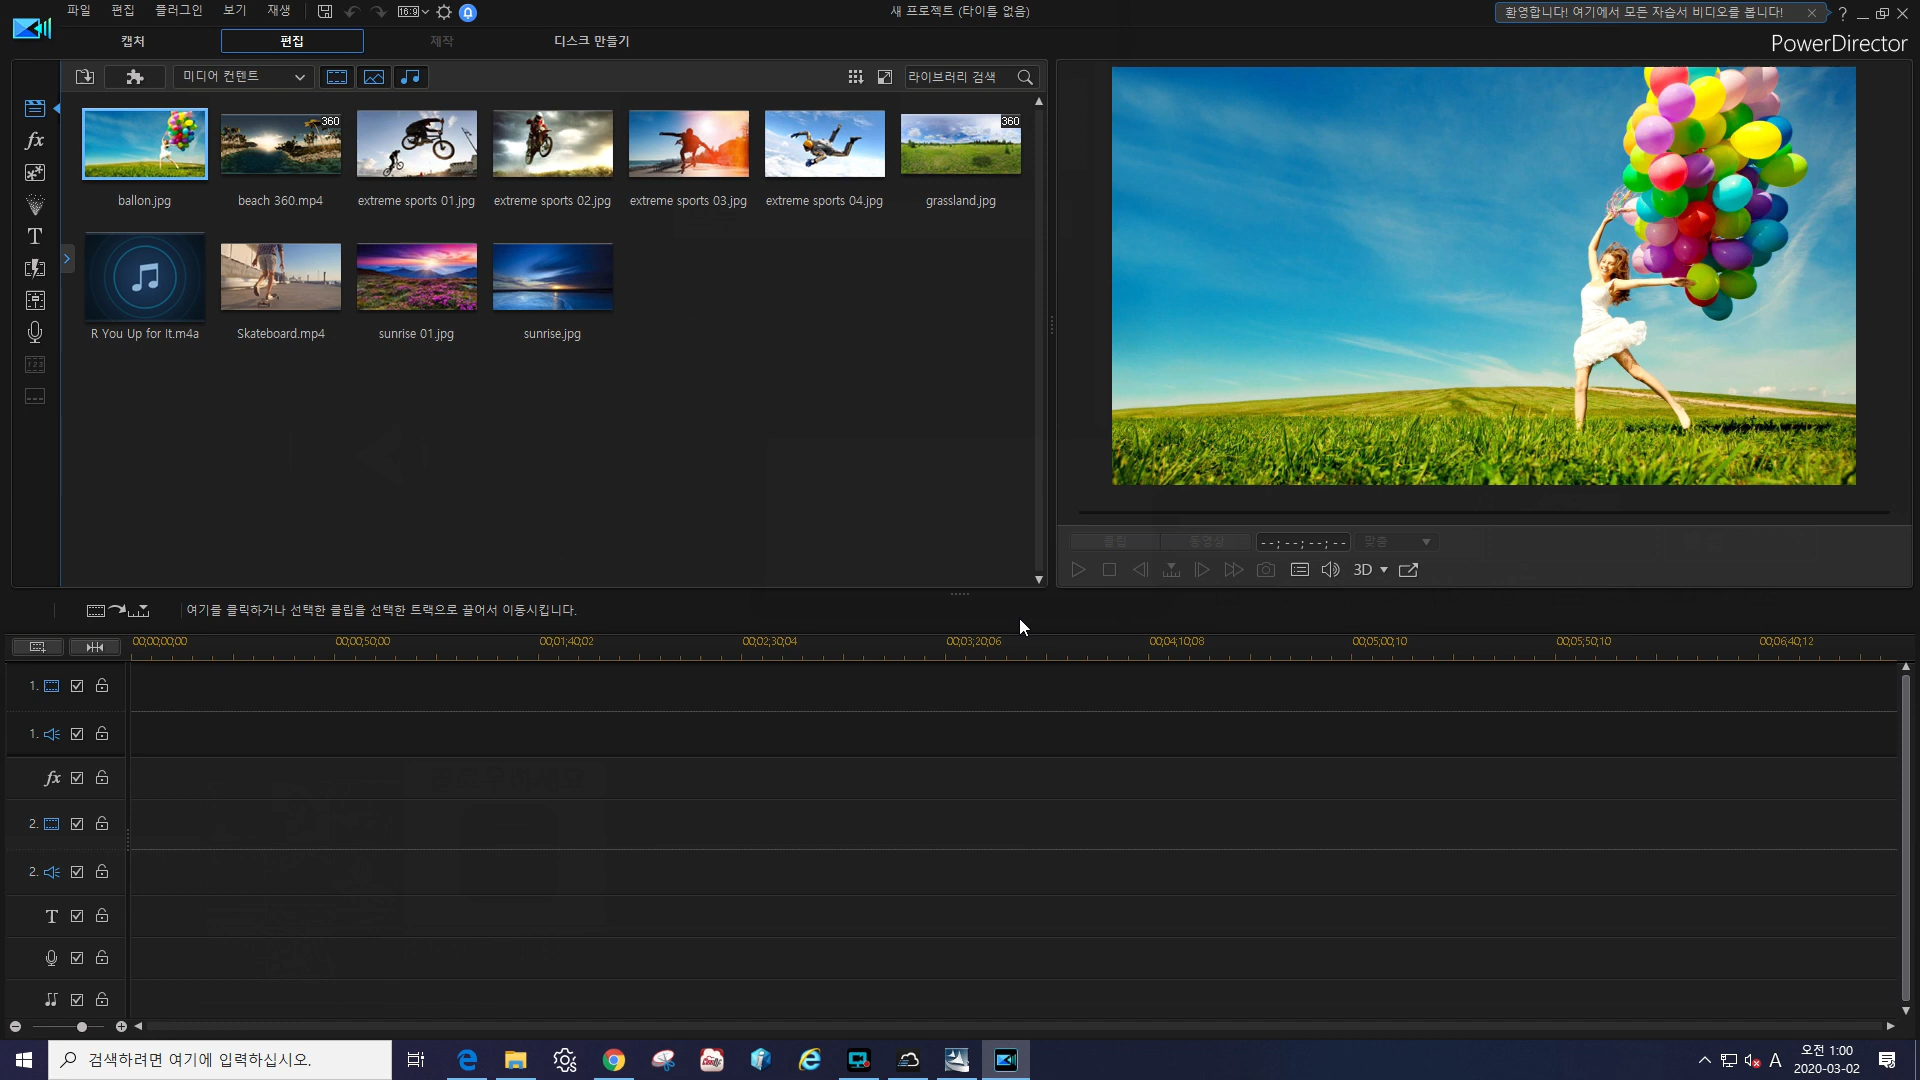 파일 편집 플러그인 보기 재생 16:9 새 프로젝트 (타이틀 없음) 환영합니다! 여기에서 모든 자습서 비디오를 봅니다! ?
캡처 편집 제작 디스크 만들기 PowerDirector
미디어 컨텐트 라이브러리 검색
360 360
ballon.jpg beach 360.mp4 extreme sports 01.jpg extreme sports 02.jpg extreme sports 03.jpg extreme sports 04.jpg grassland.jpg
fx
T
R You Up for It.m4a Skateboard.mp4 sunrise 01.jpg sunrise.jpg
클립 동영상 --;--;--;-- 맞춤
3D
여기를 클릭하거나 선택한 클립을 선택한 트랙으로 끌어서 이동시킵니다.
00;00;00;00 00;00;50;00 00;01;40;02 00;02;30;04 00;03;20;06 00;04;10;08 00;05;00;10 00;05;50;10 00;06;40;12
1.
1.
fx
2.
2.
T
검색하려면 여기에 입력하십시오. A 오전 1:00
2020-03-02